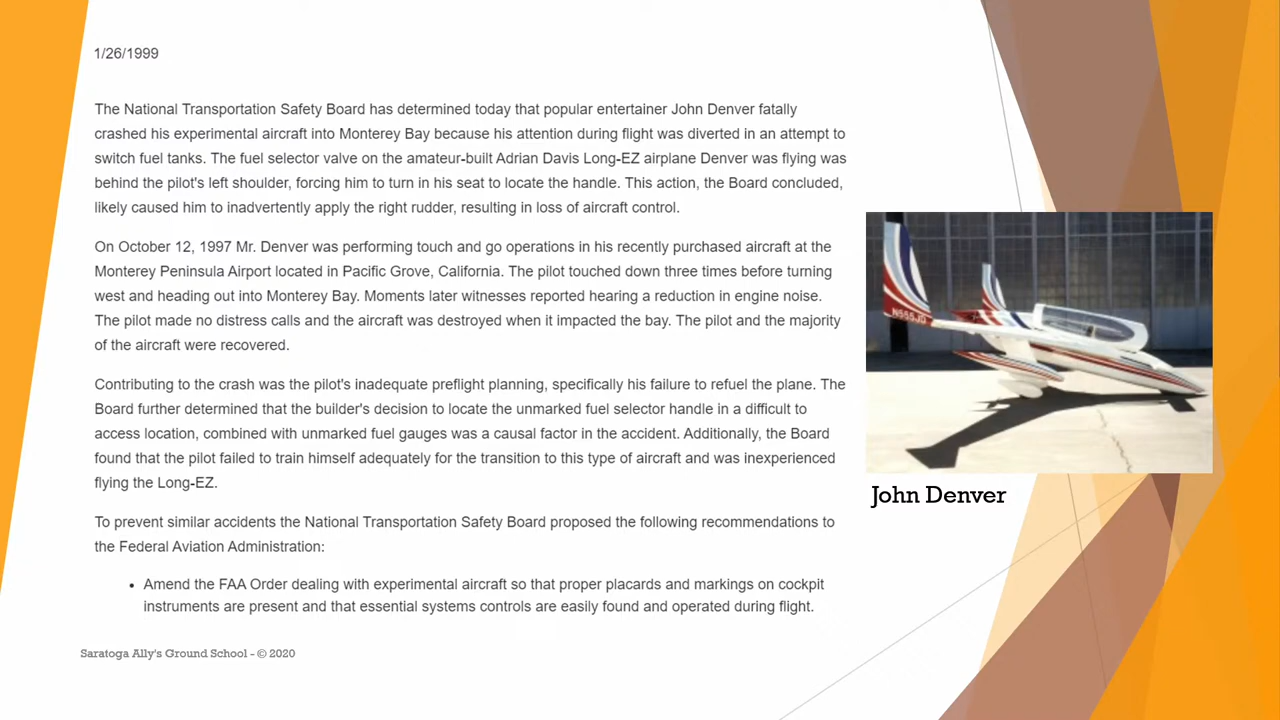 1/26/1999
The National Transportation Safety Board has determined today that popular entertainer John Denver fatally
crashed his experimental aircraft into Monterey Bay because his attention during flight was diverted in an attempt to
switch fuel tanks. The fuel selector valve on the amateur-built Adrian Davis Long-EZ airplane Denver was flying was
behind the pilot's left shoulder, forcing him to turn in his seat to locate the handle. This action, the Board concluded,
likely caused him to inadvertently apply the right rudder, resulting in loss of aircraft control.
On October 12, 1997 Mr. Denver was performing touch and go operations in his recently purchased aircraft at the
Monterey Peninsula Airport located in Pacific Grove, California. The pilot touched down three times before turning
west and heading out into Monterey Bay. Moments later witnesses reported hearing a reduction in engine noise.
The pilot made no distress calls and the aircraft was destroyed when it impacted the bay. The pilot and the majority
of the aircraft were recovered.
Contributing to the crash was the pilot's inadequate preflight planning, specifically his failure to refuel the plane. The
Board further determined that the builder's decision to locate the unmarked fuel selector handle in a difficult to
access location, combined with unmarked fuel gauges was a causal factor in the accident. Additionally, the Board
found that the pilot failed to train himself adequately for the transition to this type of aircraft and was inexperienced
flying the Long-EZ.
To prevent similar accidents the National Transportation Safety Board proposed the following recommendations to
the Federal Aviation Administration:
• Amend the FAA Order dealing with experimental aircraft so that proper placards and markings on cockpit
instruments are present and that essential systems controls are easily found and operated during flight.
N555JD
John Denver
Saratoga Ally's Ground School - © 2020